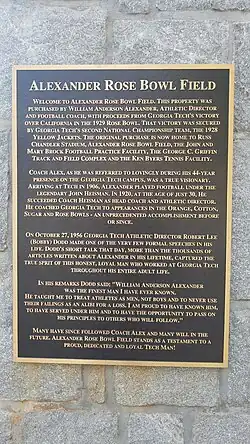 ALEXANDER ROSE BOWL FIELD
WELCOME TO ALEXANDER ROSE BOWL FIELD. THIS PROPERTY WAS
PURCHASED BY WILLIAM ANDERSON ALEXANDER, ATHLETIC DIRECTOR
AND FOOTBALL COACH, WITH PROCEEDS FROM GEORGIA TECH'S VICTORY
OVER CALIFORNIA IN THE 1929 ROSE BOWL. THAT VICTORY WAS SECURED
BY GEORGIA TECH'S SECOND NATIONAL CHAMPIONSHIP TEAM, THE 1928
YELLOW JACKETS. THE ORIGINAL PURCHASE IS NOW HOME TO RUSS
CHANDLER STADIUM, ALEXANDER ROSE BOWL FIELD, THE JOHN AND
MARY BROCK FOOTBALL PRACTICE FACILITY, THE GEORGE C. GRIFFIN
TRACK AND FIELD COMPLEX AND THE KEN BYERS TENNIS FACILITY.
COACH ALEX, AS HE WAS REFERRED TO LOVINGLY DURING HIS 44-YEAR
PRESENCE ON THE GEORGIA TECH CAMPUS, WAS A TRUE VISIONARY.
ARRIVING AT TECH IN 1906, ALEXANDER PLAYED FOOTBALL UNDER THE
LEGENDARY JOHN HEISMAN. IN 1920, AT THE AGE OF JUST 30, HE
SUCCEEDED COACH HEISMAN AS HEAD COACH AND ATHLETIC DIRECTOR.
HE COACHED GEORGIA TECH TO APPEARANCES IN THE ORANGE, COTTON,
SUGAR AND ROSE BOWLS - AN UNPRECEDENTED ACCOMPLISHMENT BEFORE
OR SINCE.
ON OCTOBER 27, 1956 GEORGIA TECH ATHLETIC DIRECTOR ROBERT LEE
(BOBBY) DODD MADE ONE OF THE VERY FEW FORMAL SPEECHES IN HIS
LIFE. DODD'S SHORT TALK THAT DAY, MORE THAN THE THOUSANDS OF
ARTICLES WRITTEN ABOUT ALEXANDER IN HIS LIFETIME, CAPTURED THE
TRUE SPIRIT OF THIS HONEST, LOYAL MAN WHO WORKED AT GEORGIA TECH
THROUGHOUT HIS ENTIRE ADULT LIFE.
IN HIS REMARKS DODD SAID: "WILLIAM ANDERSON ALEXANDER
WAS THE FINEST MAN I HAVE EVER KNOWN.
HE TAUGHT ME TO TREAT ATHLETES AS MEN, NOT BOYS AND TO NEVER USE
THEIR FAILINGS AS AN ALIBI FOR A LOSS. I AM PROUD TO HAVE KNOWN HIM,
TO HAVE SERVED UNDER HIM AND TO HAVE THE OPPORTUNITY TO PASS ON
HIS PRINCIPLES TO OTHERS WHO WILL FOLLOW."
MANY HAVE SINCE FOLLOWED COACH ALEX AND MANY WILL IN THE
FUTURE. ALEXANDER ROSE BOWL FIELD STANDS AS A TESTAMENT TO A
PROUD, DEDICATED AND LOYAL TECH MAN!